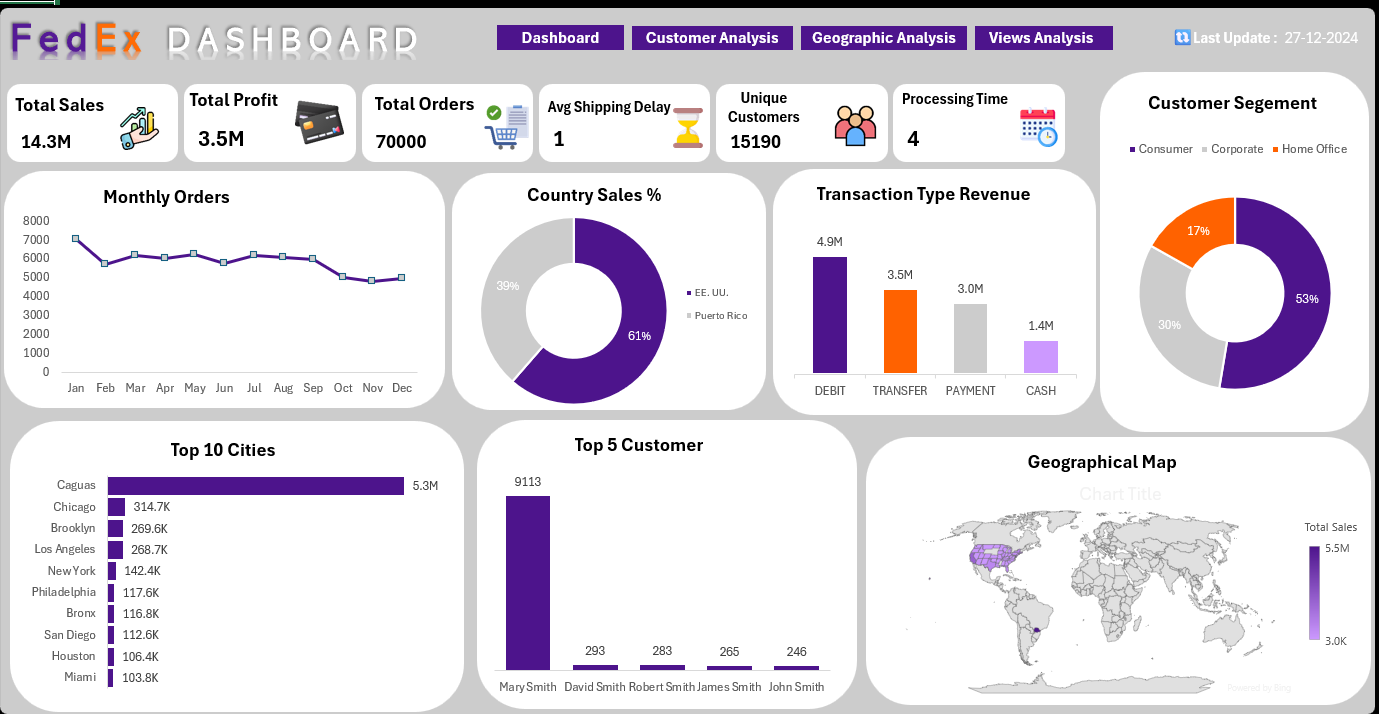 FedEx DASHBOARD
Dashboard
Customer Analysis
Geographic Analysis
Views Analysis
Last Update : 27-12-2024
Total Sales
14.3M
Total Profit
3.5M
Total Orders
70000
Avg Shipping Delay
1
Unique
Customers
15190
Processing Time
4
Customer Segement
Consumer
Corporate
Home Office
17%
53%
30%
Monthly Orders
8000
7000
6000
5000
4000
3000
2000
1000
0
Jan Feb Mar Apr May Jun Jul Aug Sep Oct Nov Dec
Country Sales %
39%
61%
EE. UU.
Puerto Rico
Transaction Type Revenue
4.9M
3.5M
3.0M
1.4M
DEBIT TRANSFER PAYMENT CASH
Top 10 Cities
Caguas 5.3M
Chicago 314.7K
Brooklyn 269.6K
Los Angeles 268.7K
New York 142.4K
Philadelphia 117.6K
Bronx 116.8K
San Diego 112.6K
Houston 106.4K
Miami 103.8K
Top 5 Customer
9113
293
283
265
246
Mary Smith David Smith Robert Smith James Smith John Smith
Geographical Map
Chart Title
Total Sales
5.5M
3.0K
Powered by Bing